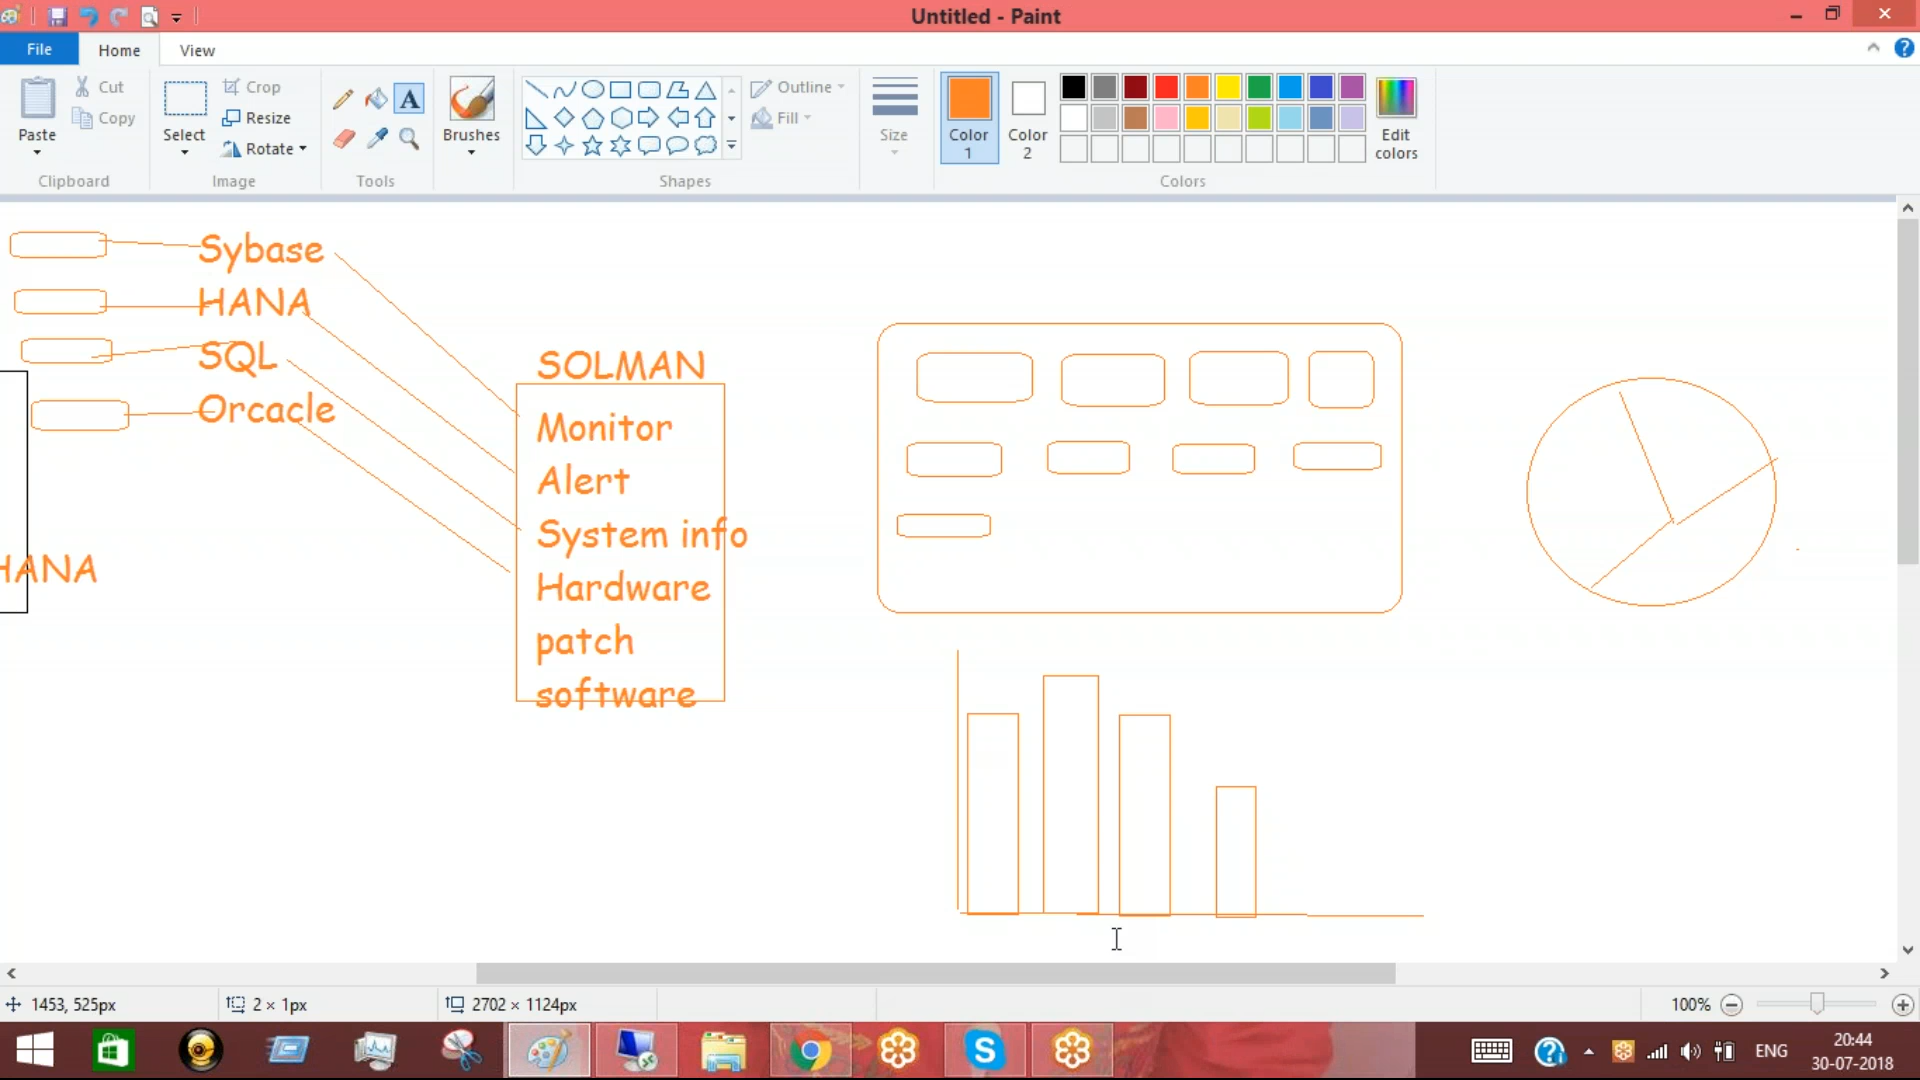 Untitled - Paint
File Home View
Paste
Cut
Copy
Clipboard
Select
Crop
Resize
Rotate
Image
A
Tools
Brushes
Shapes
Outline
Fill
Size
Color 1
Color 2
Edit colors
Colors
Sybase
HANA
SQL
Orcacle
HANA
SOLMAN
Monitor
Alert
System info
Hardware
patch
software
1453, 525px
2 × 1px
2702 × 1124px
100%
S
ENG
20:44
30-07-2018